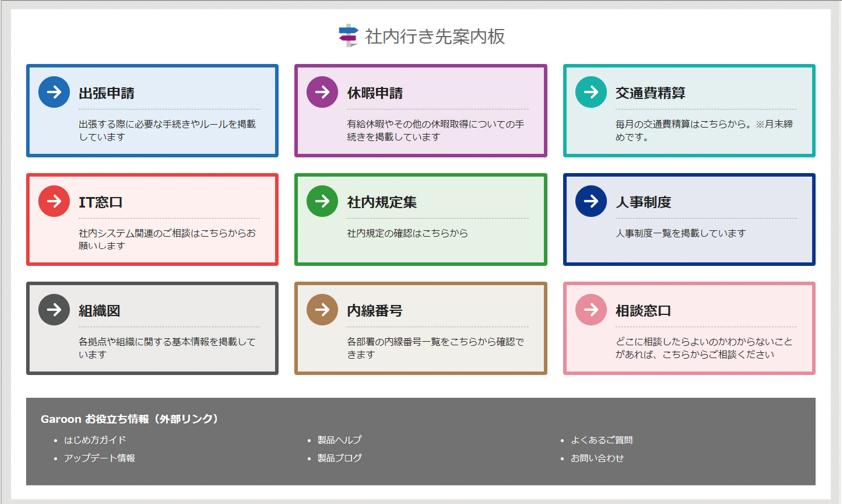 社内行き先案内板
出張申請
出張する際に必要な手続きやルールを掲載
しています
休暇申請
有給休暇やその他の休暇取得についての手
続きを掲載しています
交通費精算
毎月の交通費精算はこちらから。※月末締
めです。
IT窓口
社内システム関連のご相談はこちらからお
願いします
社内規定集
社内規定の確認はこちらから
人事制度
人事制度一覧を掲載しています
組織図
各拠点や組織に関する基本情報を掲載して
います
内線番号
各部署の内線番号一覧をこちらから確認で
きます
相談窓口
どこに相談したらよいのかわからないこと
があれば、こちらからご相談ください
Garoon お役立ち情報（外部リンク）
・はじめ方ガイド
・アップデート情報
・製品ヘルプ
・製品ブログ
・よくあるご質問
・お問い合わせ